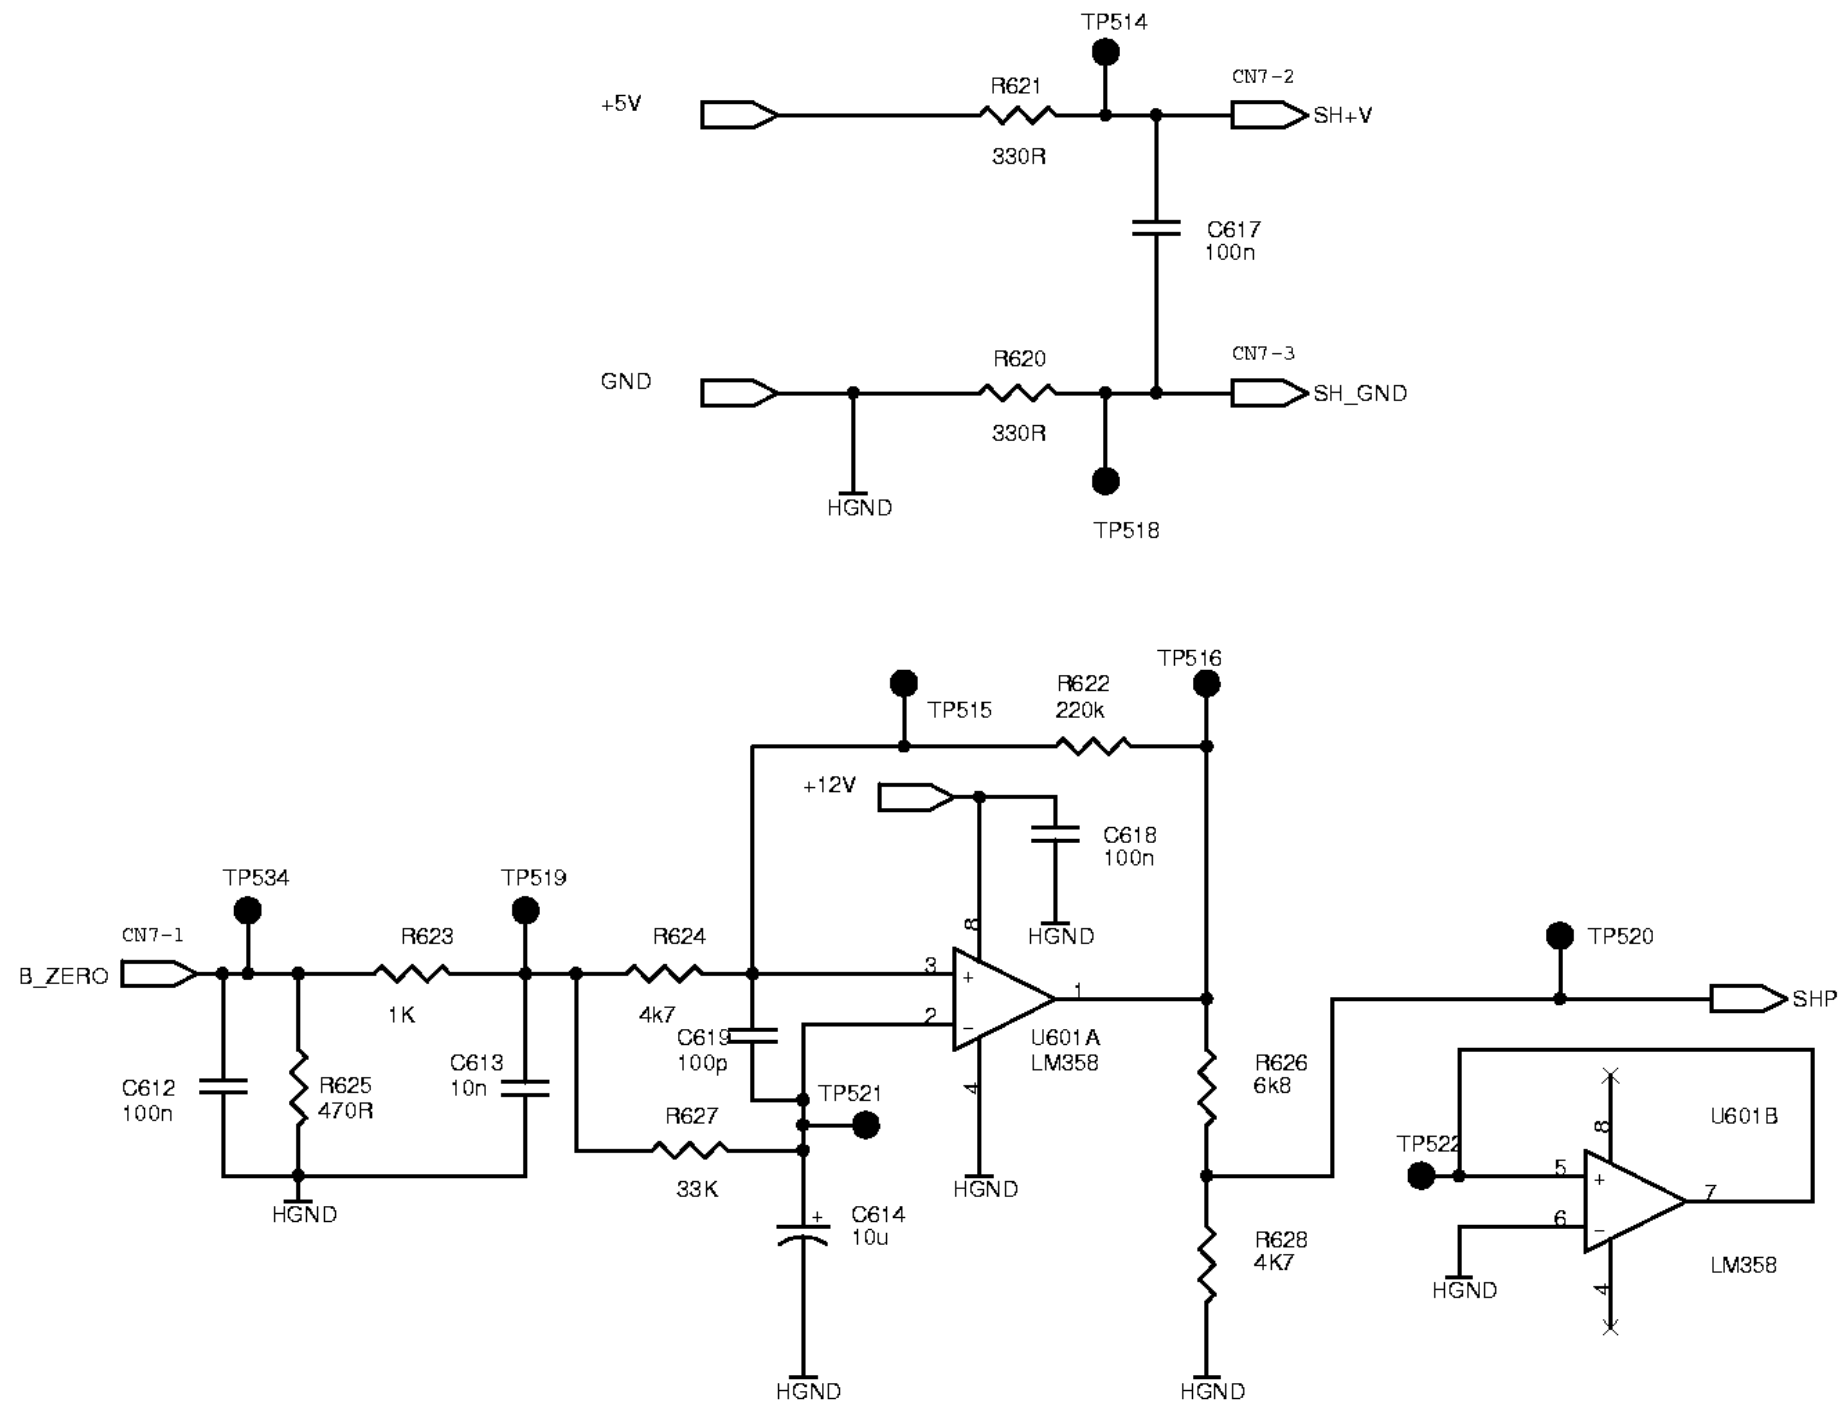 TP514
CN7-2
R621
+5V
SH+V
330R
C617
100n
CN7-3
R620
GND
SH_GND
330R
HGND
TP518
TP516
R622
TP515
220k
+12V
C618
100n
TP534
TP519
8
HGND
CN7-1
R623
R624
TP520
B_ZERO
3
+
1
SHP
1K
4k7
2
−
C619
100p
U601A
LM358
C613
10n
R626
6k8
C612
100n
R625
470R
4
TP521
R627
U601B
8
TP522
5
+
33K
HGND
7
HGND
+
C614
10u
6
−
R628
4K7
LM358
4
HGND
HGND
HGND